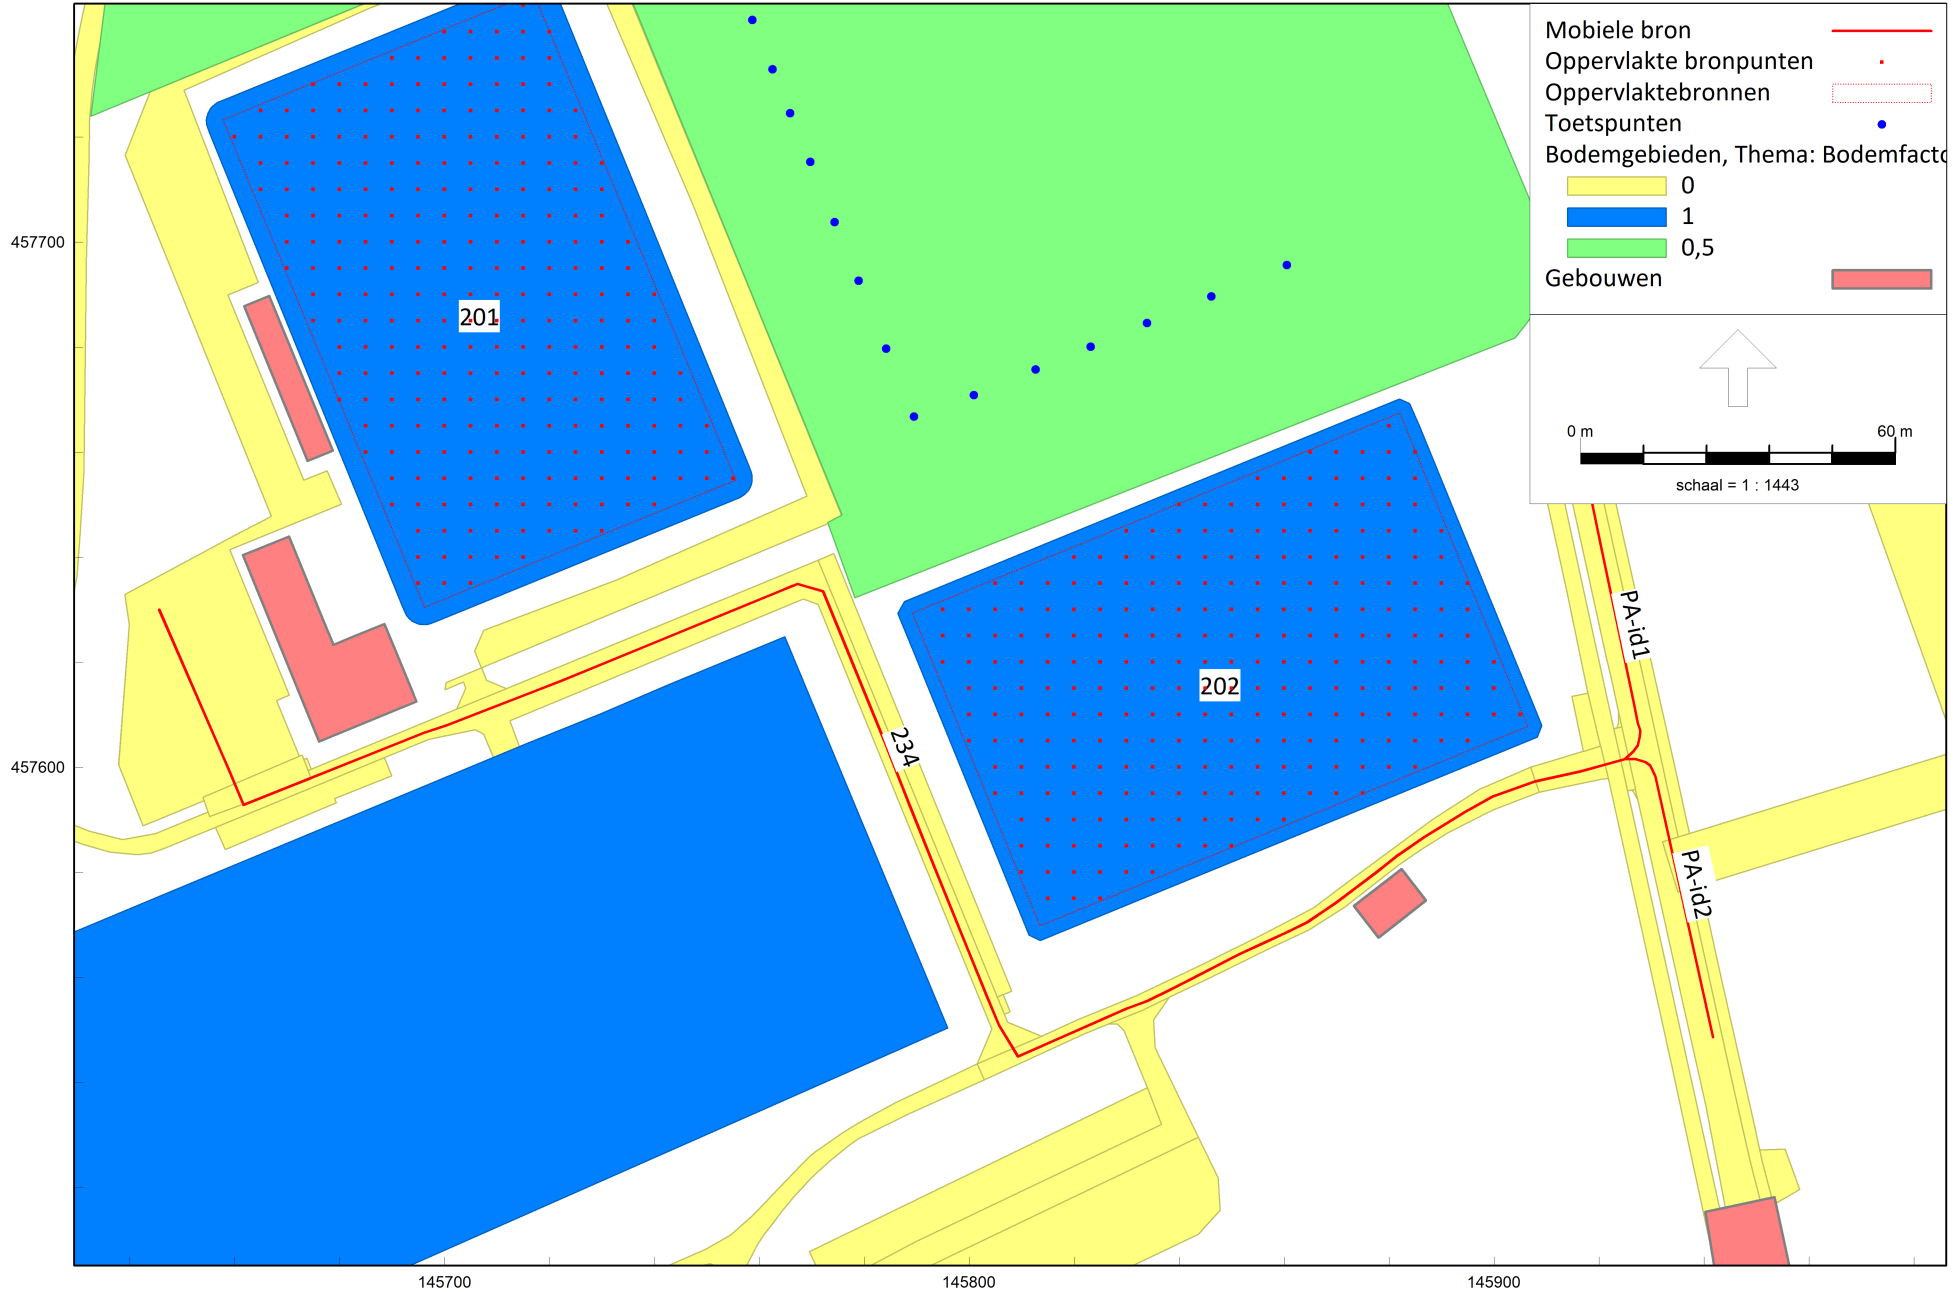 Mobiele bron
Oppervlakte bronpunten
Oppervlaktebronnen
Toetspunten
Bodemgebieden, Thema: Bodemfacto
0
1
0,5
Gebouwen
0 m 60 m
schaal = 1 : 1443
457700
201
PA-id1
202
234
457600
PA-id2
145700 145800 145900